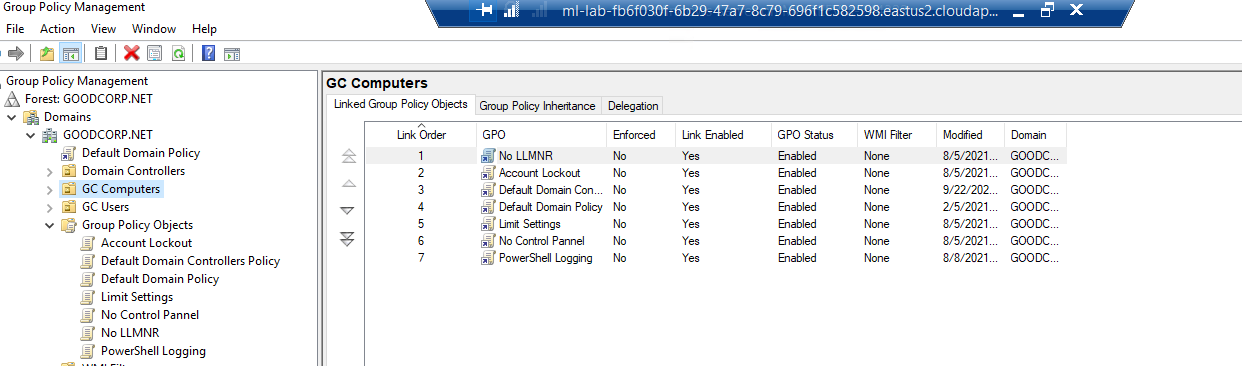 Group Policy Management
ml-lab-fb6f030f-6b29-47a7-8c79-696f1c582598.eastus2.cloudap...
File Action View Window Help
Group Policy Management
Forest: GOODCORP.NET
Domains
GOODCORP.NET
Default Domain Policy
Domain Controllers
GC Computers
GC Users
Group Policy Objects
Account Lockout
Default Domain Controllers Policy
Default Domain Policy
Limit Settings
No Control Pannel
No LLMNR
PowerShell Logging
GC Computers
Linked Group Policy Objects Group Policy Inheritance Delegation
Link Order GPO Enforced Link Enabled GPO Status WMI Filter Modified Domain
1 No LLMNR No Yes Enabled None 8/5/2021... GOODC...
2 Account Lockout No Yes Enabled None 8/5/2021... GOODC...
3 Default Domain Con... No Yes Enabled None 9/22/202... GOODC...
4 Default Domain Policy No Yes Enabled None 2/5/2021... GOODC...
5 Limit Settings No Yes Enabled None 8/5/2021... GOODC...
6 No Control Pannel No Yes Enabled None 8/5/2021... GOODC...
7 PowerShell Logging No Yes Enabled None 8/8/2021... GOODC...